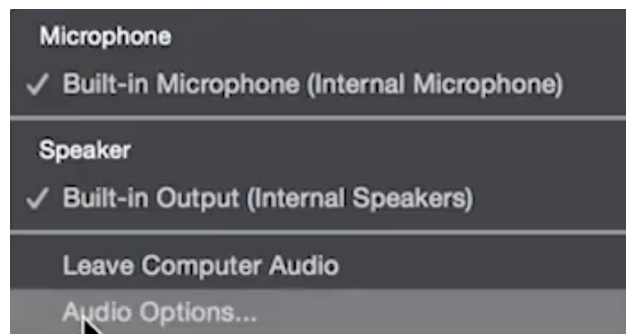 Microphone
✓ Built-in Microphone (Internal Microphone)
Speaker
✓ Built-in Output (Internal Speakers)
Leave Computer Audio
Audio Options...